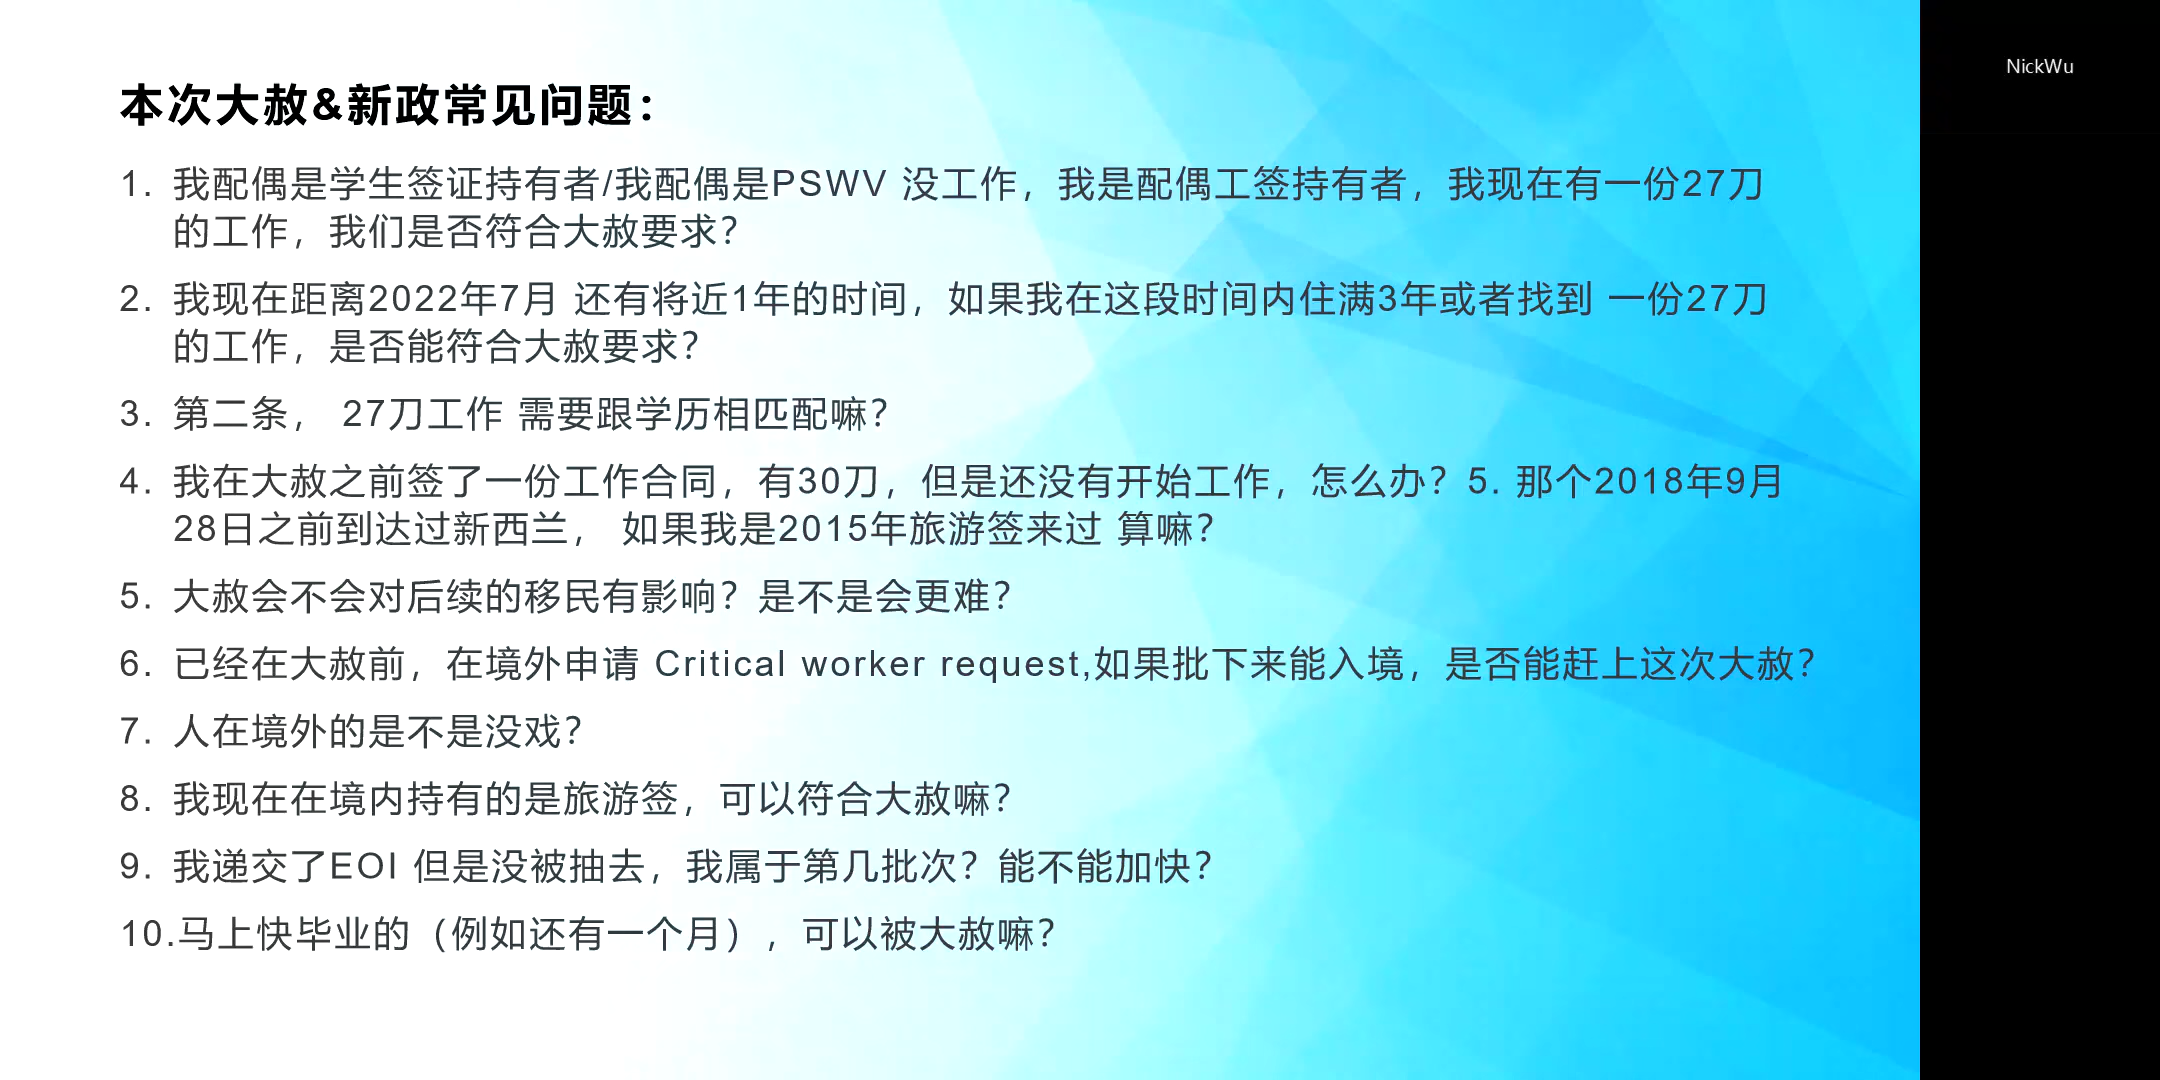 本次大赦&新政常见问题：
NickWu
1. 我配偶是学生签证持有者/我配偶是PSWV 没工作，我是配偶工签持有者，我现在有一份27刀
的工作，我们是否符合大赦要求？
2. 我现在距离2022年7月 还有将近1年的时间，如果我在这段时间内住满3年或者找到 一份27刀
的工作，是否能符合大赦要求？
3. 第二条， 27刀工作 需要跟学历相匹配嘛？
4. 我在大赦之前签了一份工作合同，有30刀，但是还没有开始工作，怎么办？5. 那个2018年9月
28日之前到达过新西兰， 如果我是2015年旅游签来过 算嘛？
5. 大赦会不会对后续的移民有影响？是不是会更难？
6. 已经在大赦前，在境外申请 Critical worker request,如果批下来能入境，是否能赶上这次大赦？
7. 人在境外的是不是没戏？
8. 我现在在境内持有的是旅游签，可以符合大赦嘛？
9. 我递交了EOI 但是没被抽去，我属于第几批次？能不能加快？
10.马上快毕业的（例如还有一个月），可以被大赦嘛？